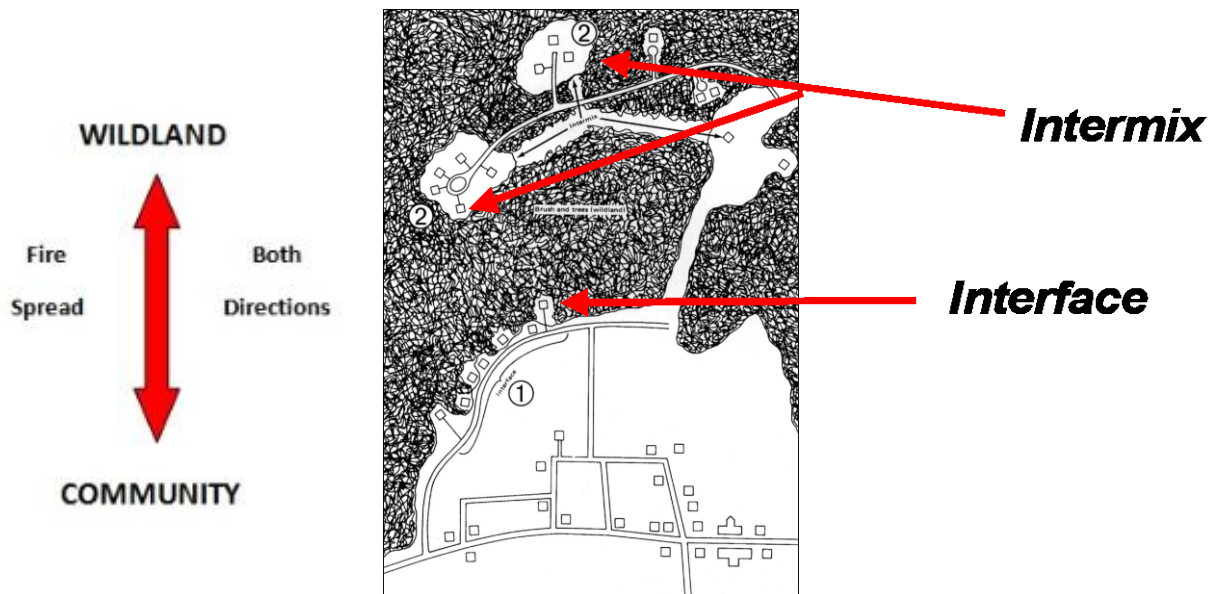 WILDLAND
Fire
Spread
Both
Directions
COMMUNITY
②
②
Intermix
Brush and trees (wildland)
Interface
①
Intermix
Interface